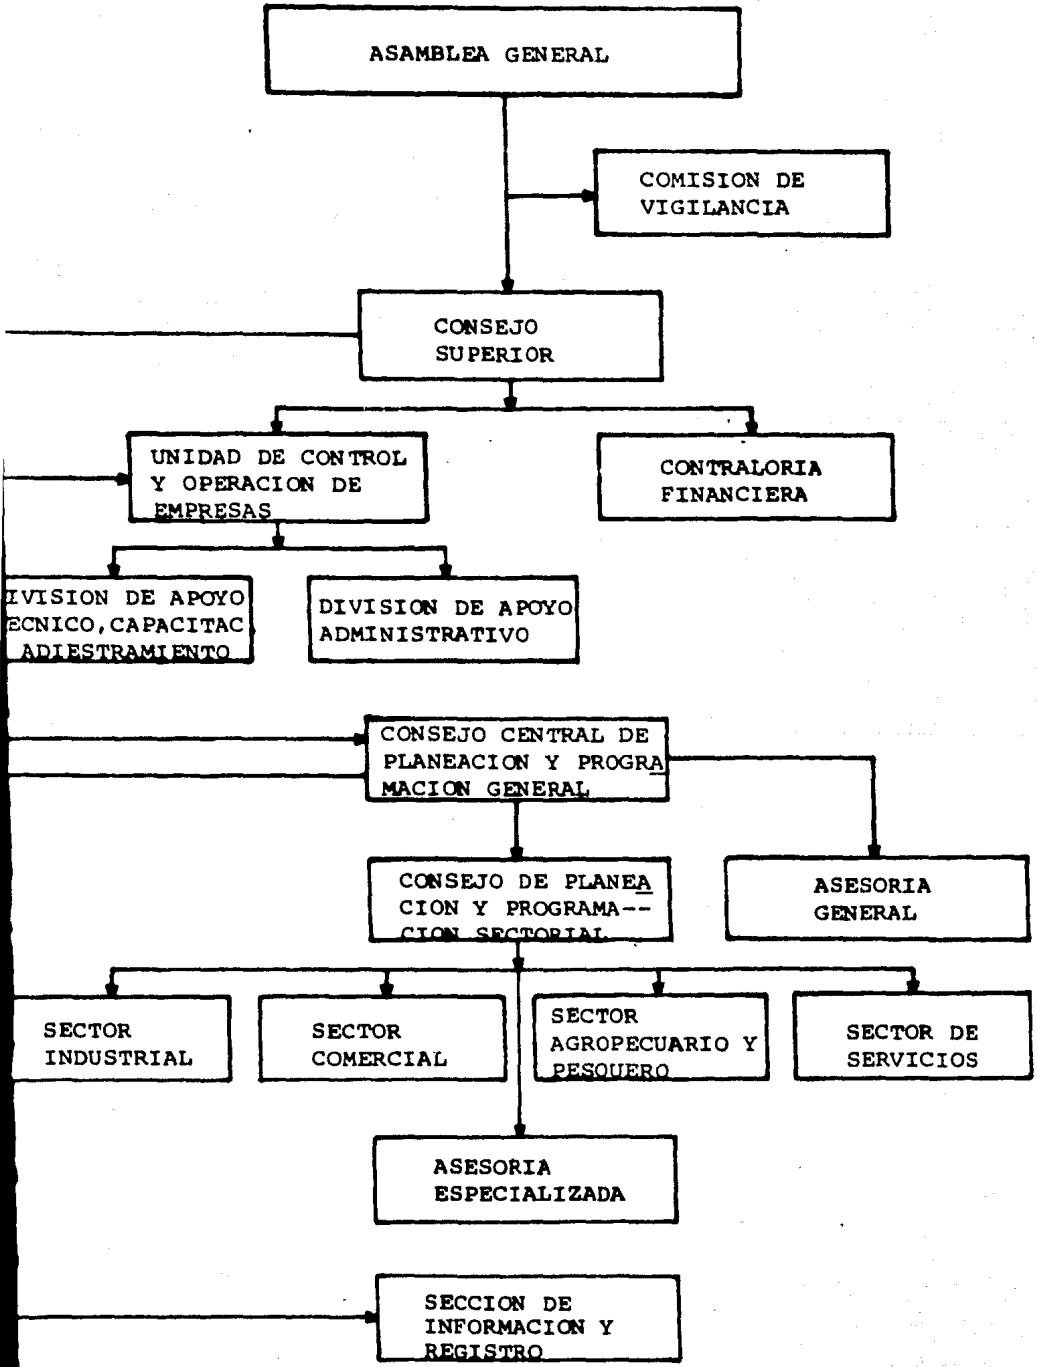 ASAMBLEA GENERAL
COMISION DE
VIGILANCIA
CONSEJO
SUPERIOR
UNIDAD DE CONTROL
Y OPERACION DE
EMPRESAS
CONTRALORIA
FINANCIERA
IVISION DE APOYO
ECNICO, CAPACITAC
ADIESTRAMIENTO
DIVISION DE APOYO
ADMINISTRATIVO
CONSEJO CENTRAL DE
PLANEACION Y PROGRA
MACION GENERAL
CONSEJO DE PLANEA
CION Y PROGRAMA--
CION SECTORIAL
ASESORIA
GENERAL
SECTOR
INDUSTRIAL
SECTOR
COMERCIAL
SECTOR
AGROPECUARIO Y
PESQUERO
SECTOR DE
SERVICIOS
ASESORIA
ESPECIALIZADA
SECCION DE
INFORMACION Y
REGISTRO